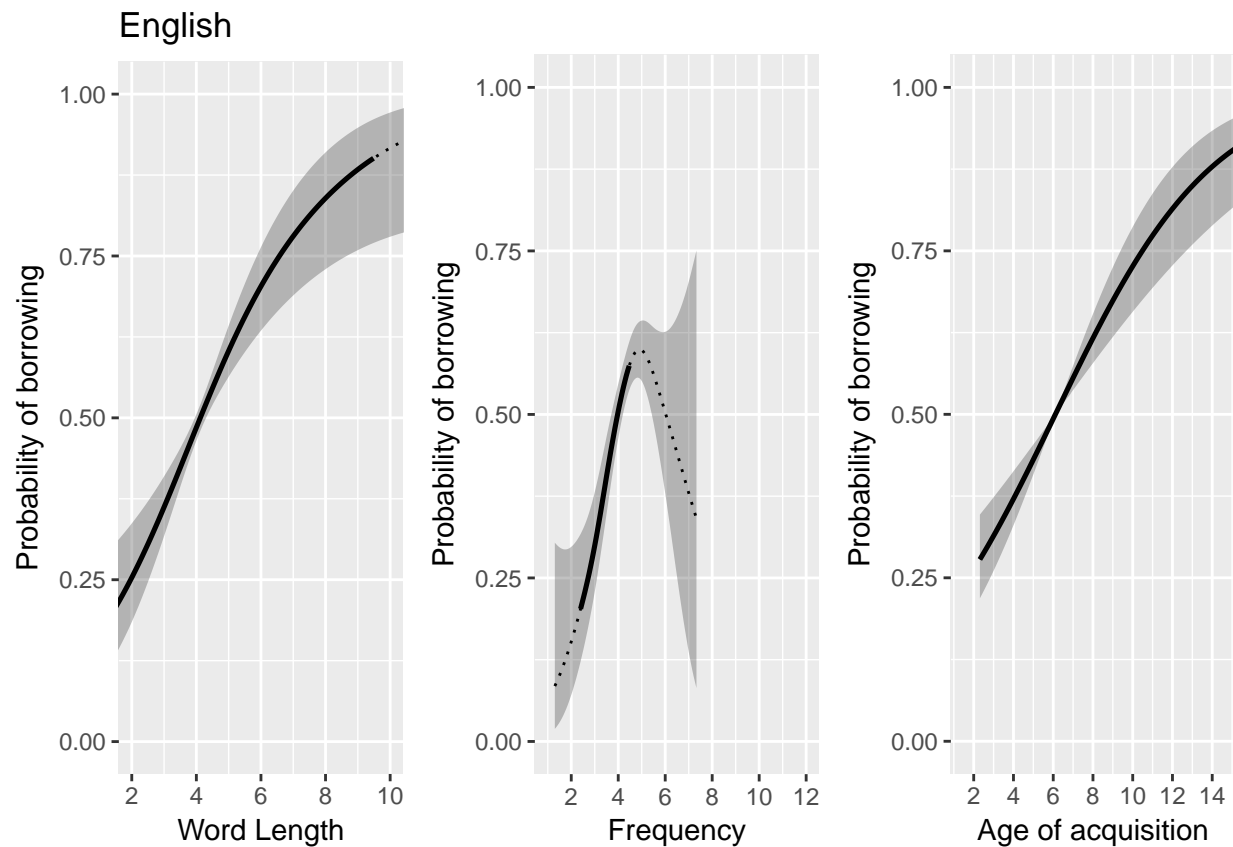 English
Probability of borrowing
1.00
0.75
0.50
0.25
0.00
2 4 6 8 10
Word Length
Probability of borrowing
1.00
0.75
0.50
0.25
0.00
2 4 6 8 10 12
Frequency
Probability of borrowing
1.00
0.75
0.50
0.25
0.00
2 4 6 8 10 12 14
Age of acquisition